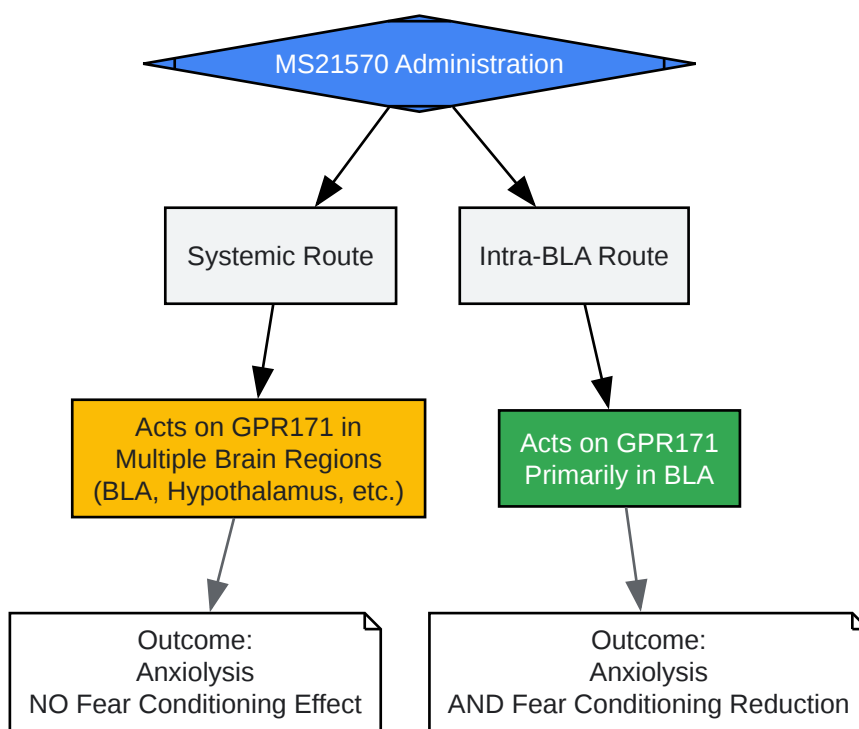 MS21570 Administration
Systemic Route
Intra-BLA Route
Acts on GPR171 in
Multiple Brain Regions
(BLA, Hypothalamus, etc.)
Acts on GPR171
Primarily in BLA
Outcome:
Anxiolysis
NO Fear Conditioning Effect
Outcome:
Anxiolysis
AND Fear Conditioning Reduction